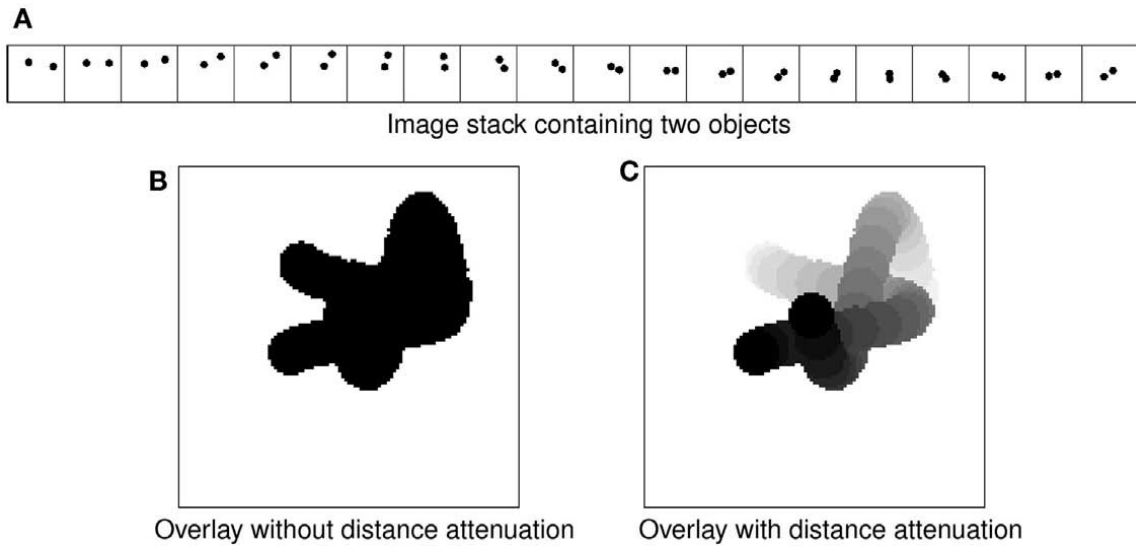 A
Image stack containing two objects
B
C
Overlay without distance attenuation
Overlay with distance attenuation